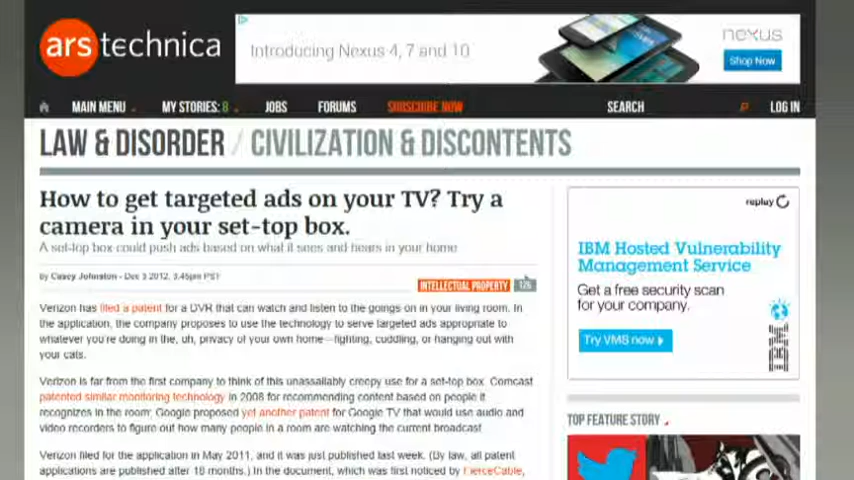 ars technica
Introducing Nexus 4, 7 and 10
nexus
Shop Now
MAIN MENU MY STORIES: 8 JOBS FORUMS SUBSCRIBE NOW SEARCH LOG IN
LAW & DISORDER / CIVILIZATION & DISCONTENTS
How to get targeted ads on your TV? Try a
camera in your set-top box.
A set-top box could push ads based on what it sees and hears in your home
by Casey Johnston - Dec 3 2012, 3:45pm PST
INTELLECTUAL PROPERTY
Verizon has filed a patent for a DVR that can watch and listen to the goings on in your living room. In
the application, the company proposes to use the technology to serve targeted ads appropriate to
whatever you're doing in the, uh, privacy of your own home—fighting, cuddling, or hanging out with
your cats.
Verizon is far from the first company to think of this unassailably creepy use for a set-top box. Comcast
patented similar monitoring technology in 2008 for recommending content based on people it
recognizes in the room; Google proposed yet another patent for Google TV that would use audio and
video recorders to figure out how many people in a room are watching the current broadcast.
Verizon filed for the application in May 2011, and it was just published last week. (By law, all patent
applications are published after 18 months.) In the document, which was first noticed by FierceCable,
replay
IBM Hosted Vulnerability
Management Service
Get a free security scan
for your company.
Try VMS now
IBM
TOP FEATURE STORY